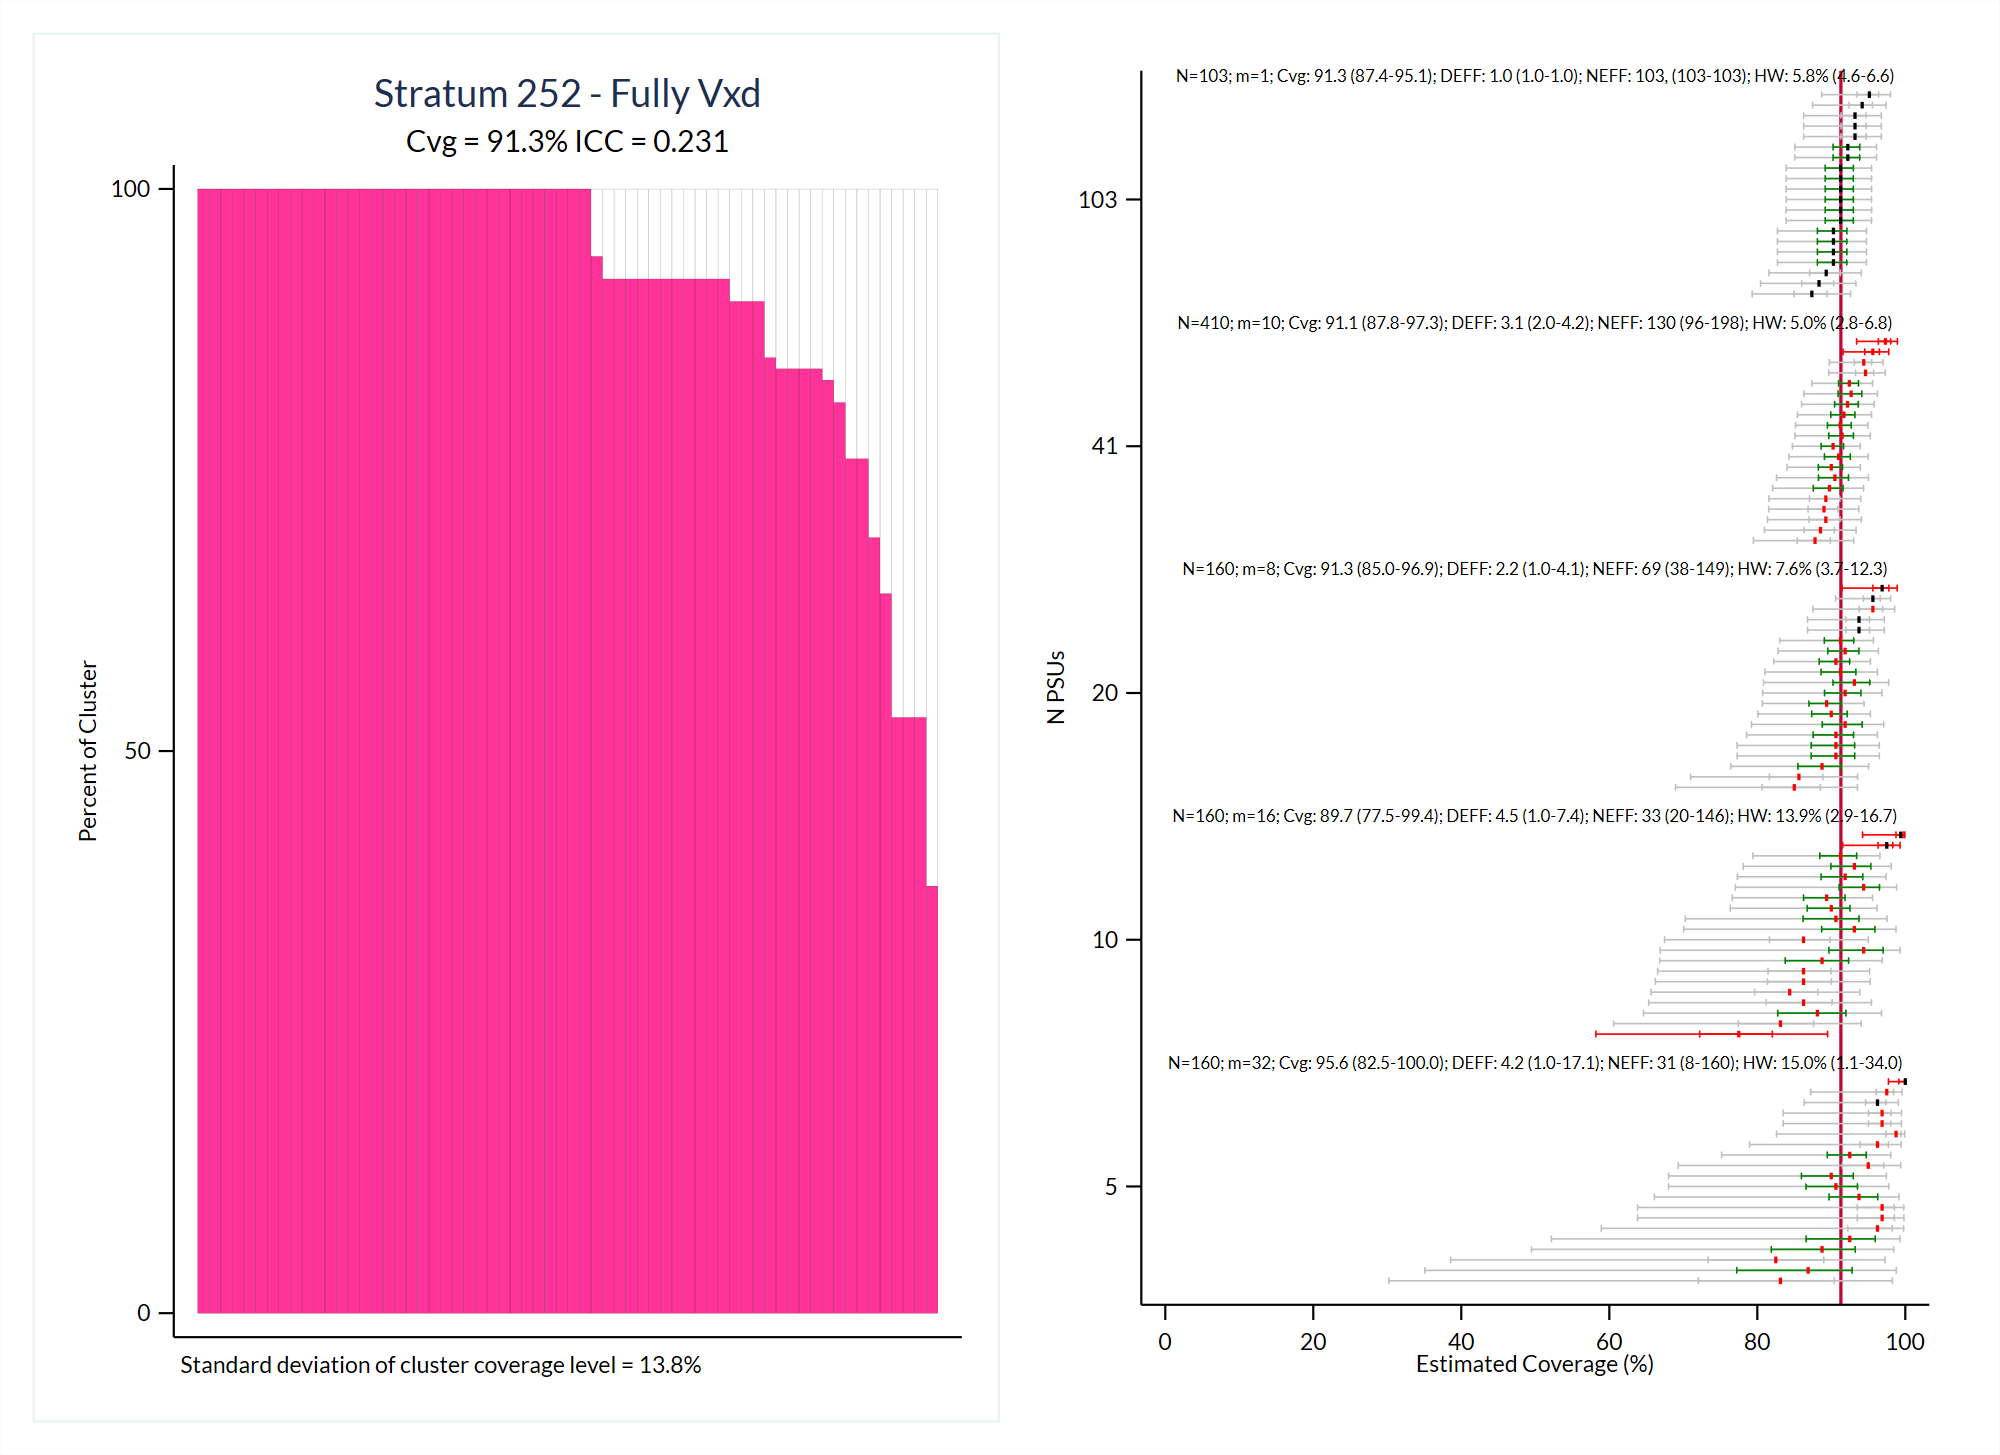 Stratum 252 - Fully Vxd
Cvg = 91.3% ICC = 0.231
100
50
0
Percent of Cluster
Standard deviation of cluster coverage level = 13.8%
N=103; m=1; Cvg: 91.3 (87.4-95.1); DEFF: 1.0 (1.0-1.0); NEFF: 103, (103-103); HW: 5.8% (4.6-6.6)
103
N=410; m=10; Cvg: 91.1 (87.8-97.3); DEFF: 3.1 (2.0-4.2); NEFF: 130 (96-198); HW: 5.0% (2.8-6.8)
41
N=160; m=8; Cvg: 91.3 (85.0-96.9); DEFF: 2.2 (1.0-4.1); NEFF: 69 (38-149); HW: 7.6% (3.7-12.3)
20
N=160; m=16; Cvg: 89.7 (77.5-99.4); DEFF: 4.5 (1.0-7.4); NEFF: 33 (20-146); HW: 13.9% (2.9-16.7)
10
N=160; m=32; Cvg: 95.6 (82.5-100.0); DEFF: 4.2 (1.0-17.1); NEFF: 31 (8-160); HW: 15.0% (1.1-34.0)
5
N PSUs
0 20 40 60 80 100
Estimated Coverage (%)